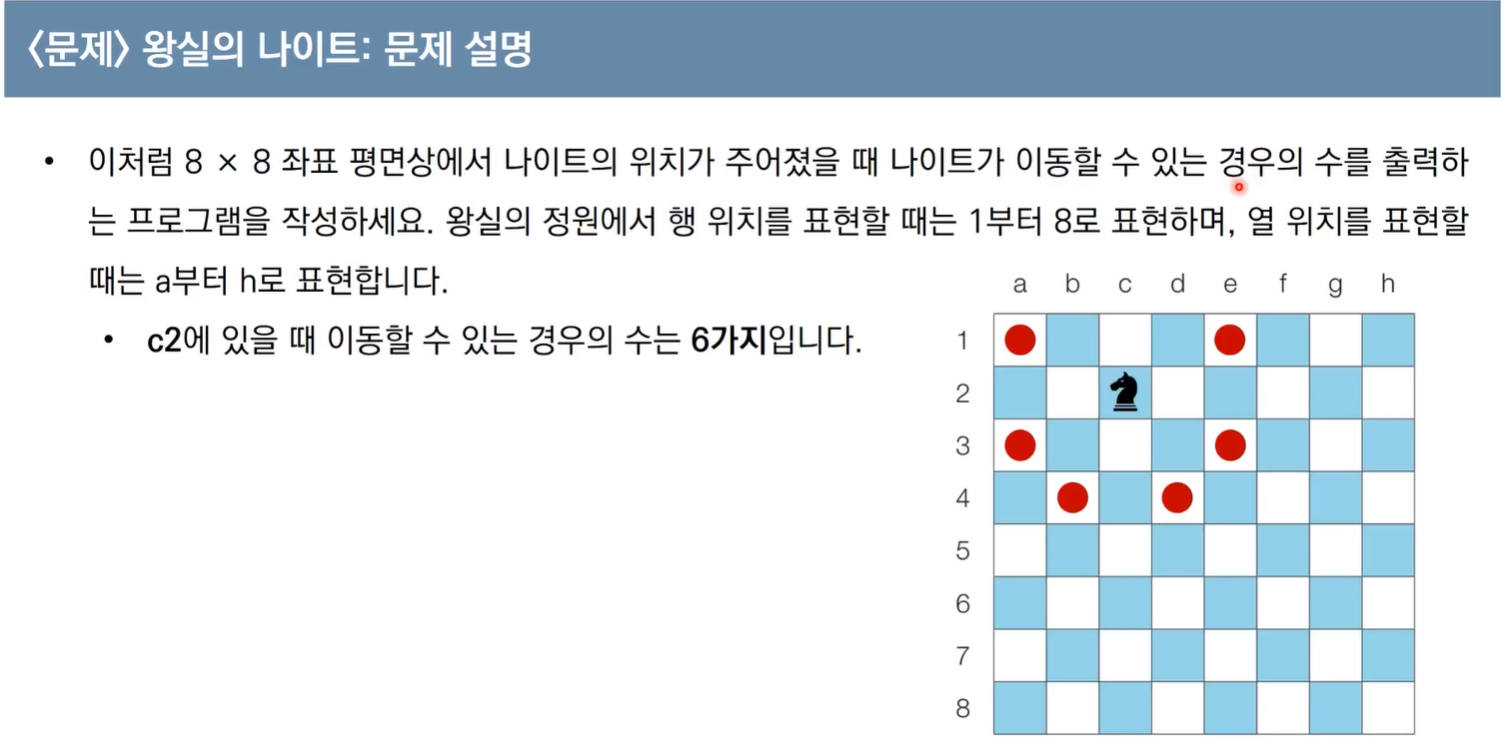 〈문제〉 왕실의 나이트: 문제 설명
• 이처럼 8 × 8 좌표 평면상에서 나이트의 위치가 주어졌을 때 나이트가 이동할 수 있는 경우의 수를 출력하
는 프로그램을 작성하세요. 왕실의 정원에서 행 위치를 표현할 때는 1부터 8로 표현하며, 열 위치를 표현할
때는 a부터 h로 표현합니다.
• c2에 있을 때 이동할 수 있는 경우의 수는 6가지입니다.
a b c d e f g h
1
2
3
4
5
6
7
8